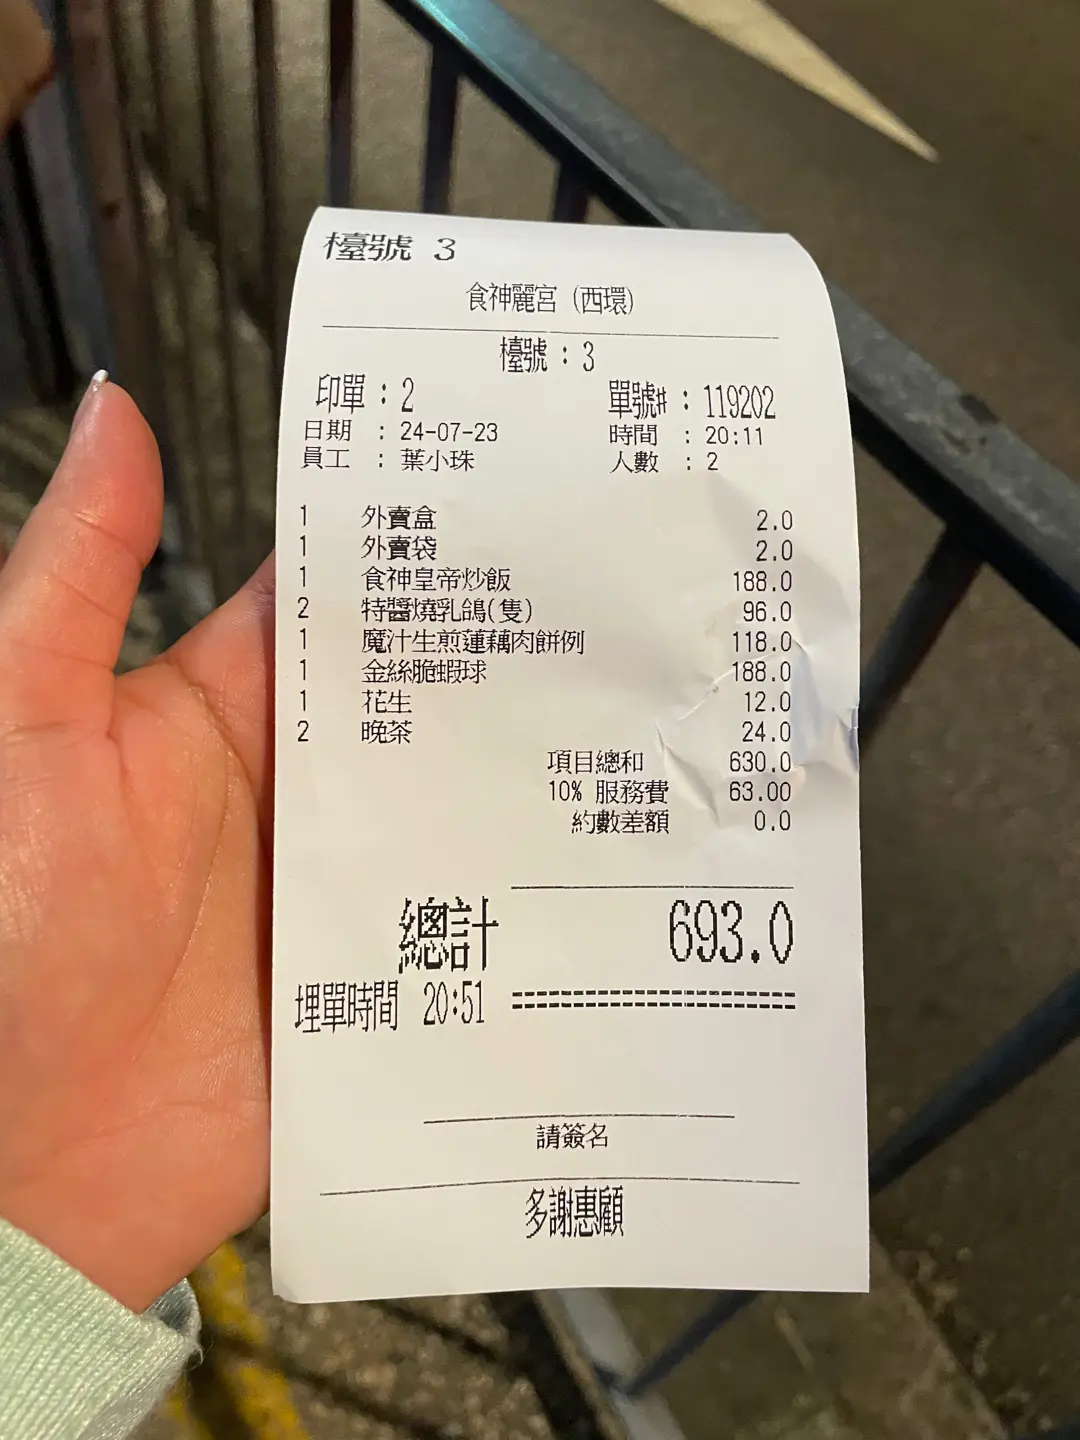 檯號 3
食神麗宮 (西環)
檯號 : 3
印單 : 2 單號# : 119202
日期 : 24-07-23 時間 : 20:11
員工 : 葉小珠 人數 : 2
1 外賣盒 2.0
1 外賣袋 2.0
1 食神皇帝炒飯 188.0
2 特醬燒乳鴿(隻) 96.0
1 魔汁生煎蓮藕肉餅例 118.0
1 金絲脆蝦球 188.0
1 花生 12.0
2 晚茶 24.0
項目總和 630.0
10% 服務費 63.00
約數差額 0.0
總計 693.0
埋單時間 20:51
請簽名
多謝惠顧